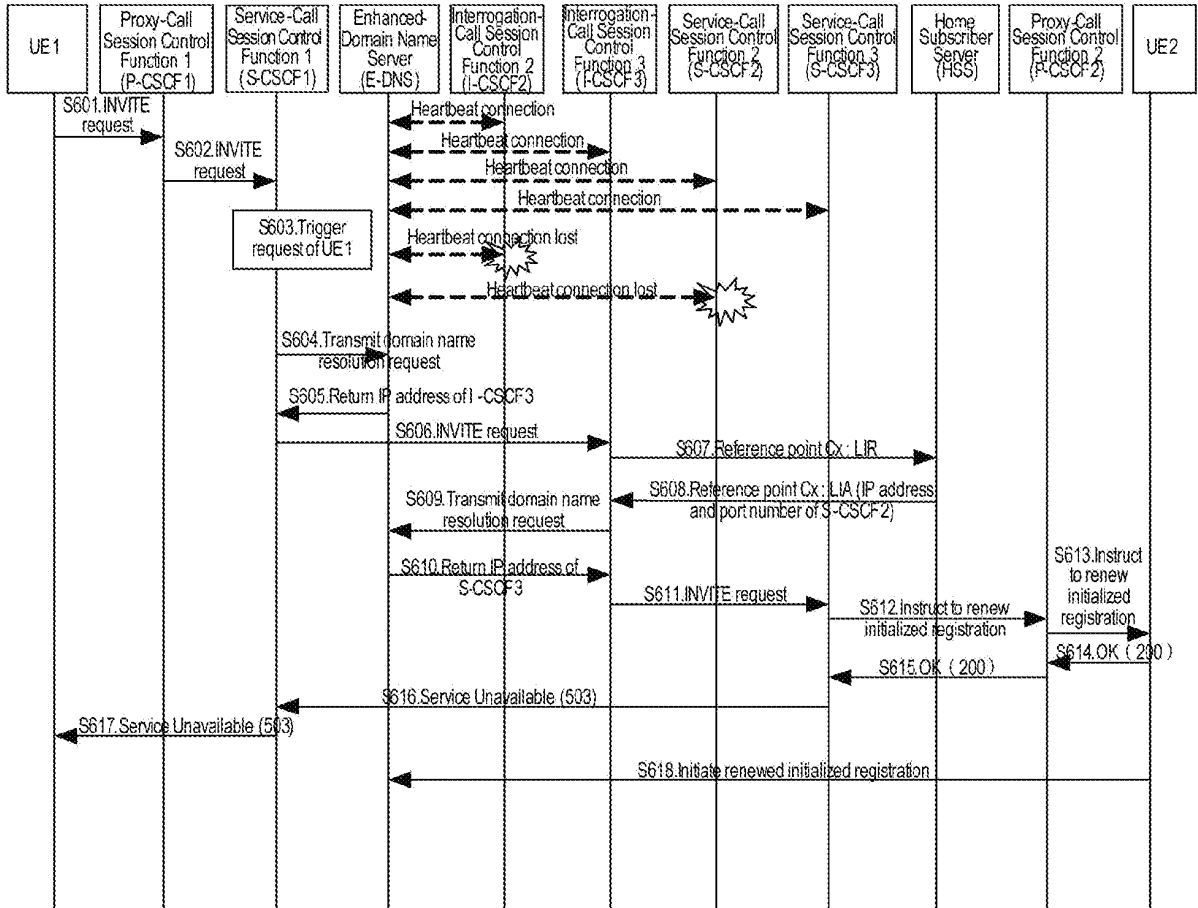 UE1
Proxy-Call
Session Control
Function 1
(P-CSCF1)
Service-Call
Session Control
Function 1
(S-CSCF1)
Enhanced-
Domain Name
Server
(E-DNS)
Interrogation-
Call Session
Control
Function 2
(I-CSCF2)
Interrogation-
Call Session
Control
Function 3
(I-CSCF3)
Service-Call
Session Control
Function 2
(S-CSCF2)
Service-Call
Session Control
Function 3
(S-CSCF3)
Home
Subscriber
Server
(HSS)
Proxy-Call
Session Control
Function 2
(P-CSCF2)
UE2
S601.INVITE
request
Heartbeat connection
Heartbeat connection
S602.INVITE
request
Heartbeat connection
Heartbeat connection
S603.Trigger
request of UE1
Heartbeat connection lost
Heartbeat connection lost
S604.Transmit domain name
resolution request
S605.Return IP address of I -CSCF3
S606.INVITE request
S607.Reference point Cx : LIR
S608.Reference point Cx : LIA (IP address
and port number of S -CSCF2)
S609.Transmit domain name
resolution request
S610.Return IP address of
S-CSCF3
S611.INVITE request
S612.Instruct to renew
initialized registration
S613.Instruct
to renew
initialized
registration
S614.OK ( 200 )
S615.OK ( 200 )
S616.Service Unavailable (503)
S617.Service Unavailable (503)
S618.Initiate renewed initialized registration